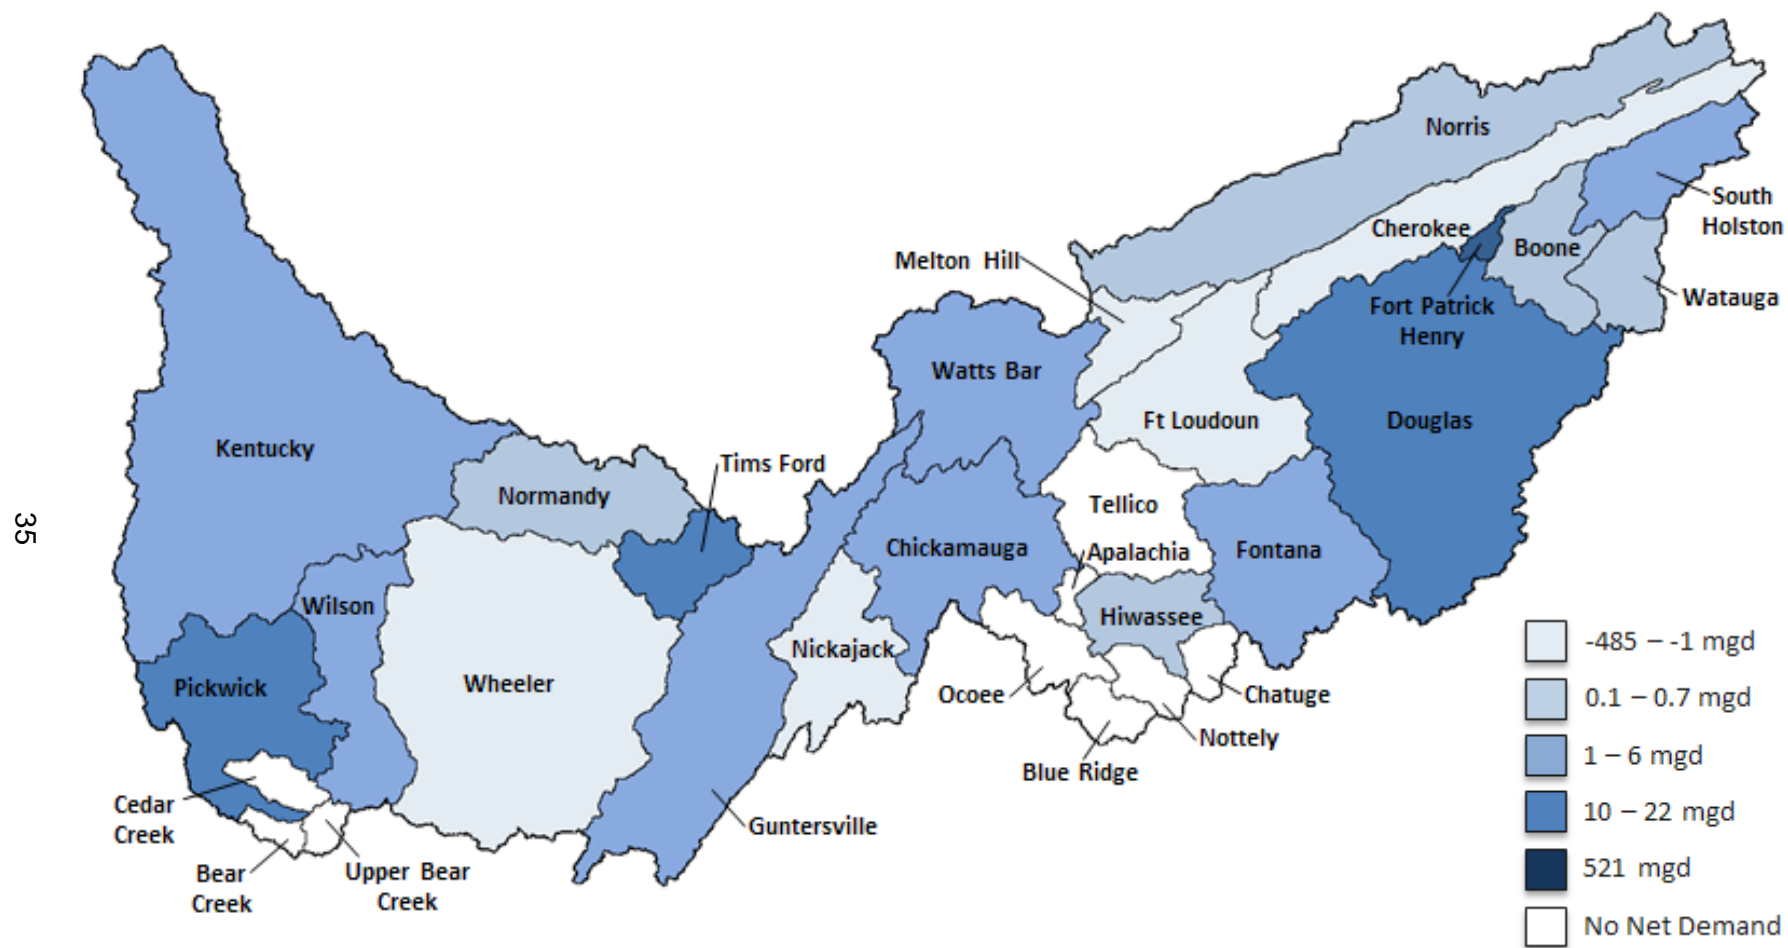 Norris
South
Holston
Cherokee
Boone
Melton Hill
Watauga
Fort Patrick
Henry
Watts Bar
Ft Loudoun
Douglas
Kentucky
Tims Ford
Normandy
Tellico
35
Chickamauga
Apalachia
Fontana
Wilson
Hiwassee
Nickajack
-485 – -1 mgd
Pickwick
Wheeler
Ocoee
Chatuge
0.1 – 0.7 mgd
Nottely
1 – 6 mgd
Blue Ridge
Cedar
Creek
Guntersville
10 – 22 mgd
Bear
Creek
Upper Bear
Creek
521 mgd
No Net Demand